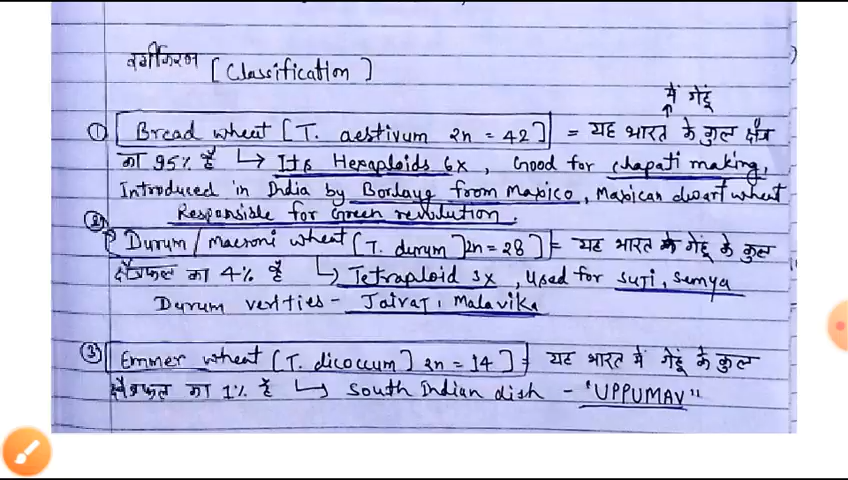 वर्गीकरण [Classification]
में गेहूं
① Bread wheat [T. aestivum 2n = 42] = यह भारत के कुल क्षेत्र
का 95% है ↳ Its Hexaploids 6x, Good for chapati making,
Introduced in India by Borlaug from Maxico, Maxican dwarf wheat
Responsible for Green revolution.
② Durum / macroni wheat [T. durum] 2n = 28] = यह भारत के गेहूं के कुल
क्षेत्रफल का 4% है ↳ Tetraploid 3x, Used for suji, semya
Durum verities - Jairaj, Malavika
③ Emmer wheat [T. dicoccum] 2n = 14] = यह भारत में गेहूं के कुल
क्षेत्रफल का 1% है ↳ South Indian dish - "UPPUMAV"